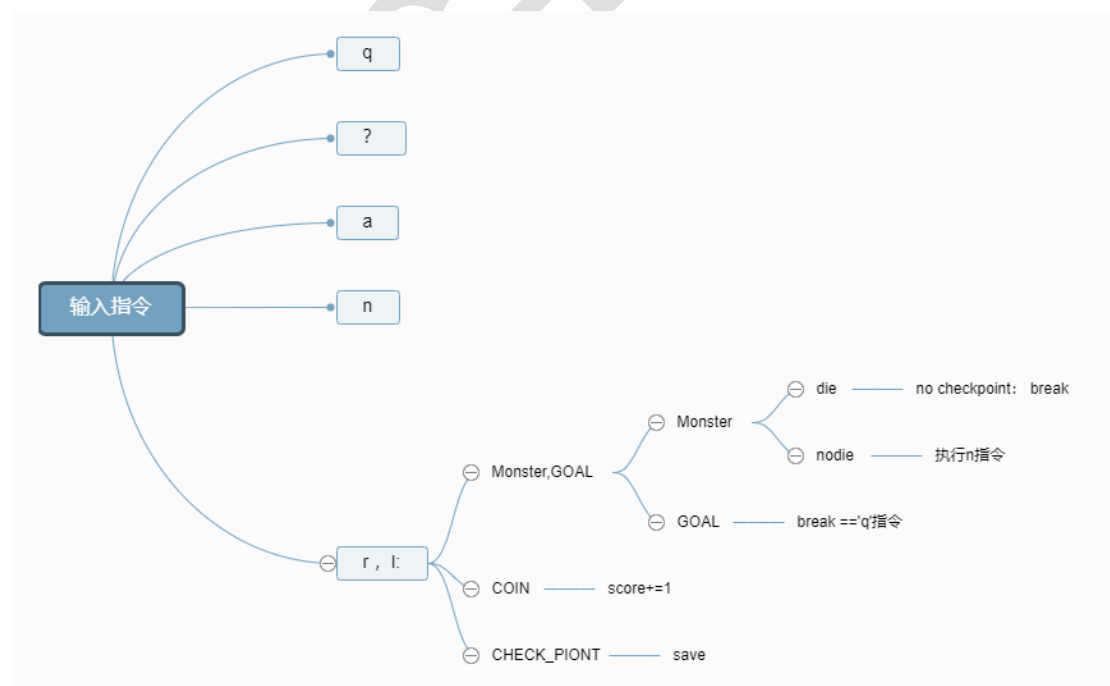 q
?
a
输入指令
n
die
no checkpoint： break
Monster
nodie
执行n指令
Monster,GOAL
GOAL
break =='q'指令
r ，l:
COIN
score+=1
CHECK_PIONT
save